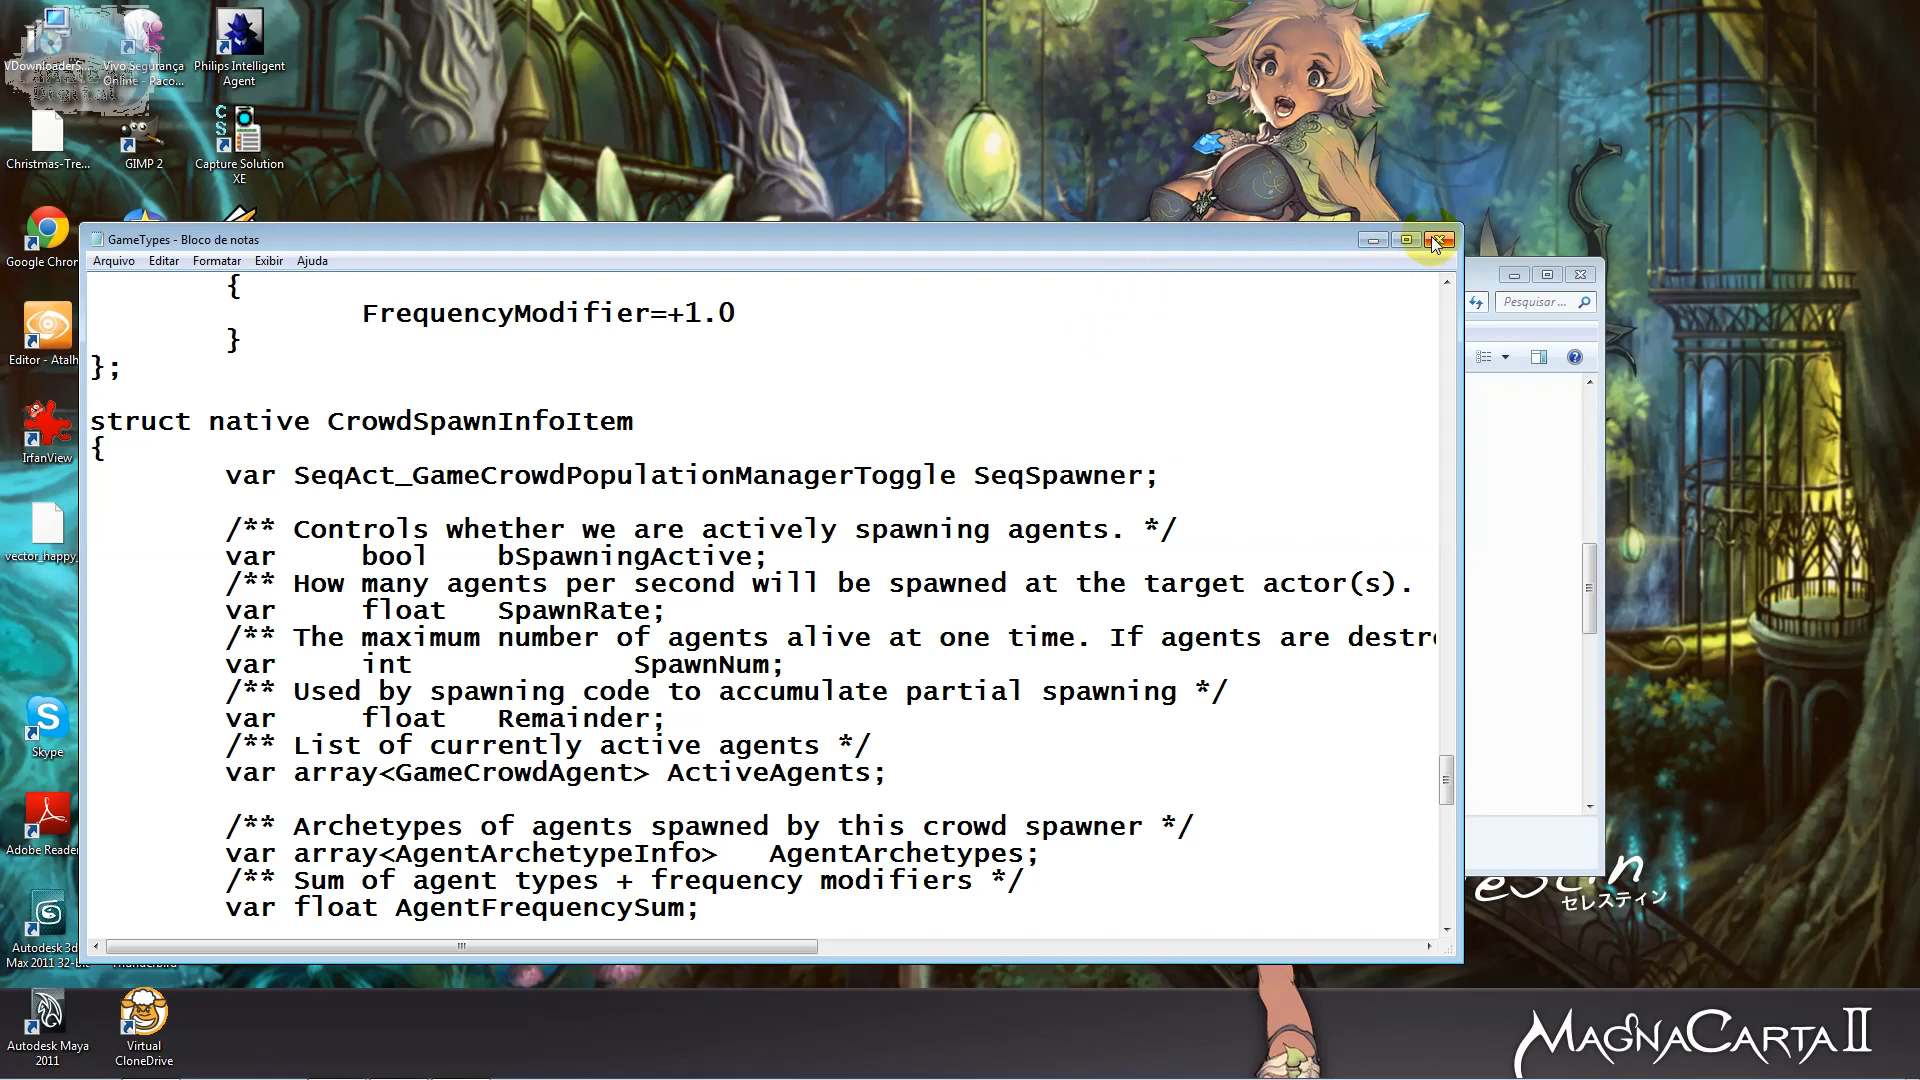 VDownloaderS...
Vivo Segurança
Online - Paco...
Philips Intelligent
Agent
Christmas-Tre...
GIMP 2
C
S
Capture Solution
XE
Google Chron
GameTypes - Bloco de notas
Arquivo Editar Formatar Exibir Ajuda
Pesquisar ...
{
FrequencyModifier=+1.0
}
};
struct native CrowdSpawnInfoItem
{
var SeqAct_GameCrowdPopulationManagerToggle SeqSpawner;
/** Controls whether we are actively spawning agents. */
var bool bSpawningActive;
/** How many agents per second will be spawned at the target actor(s).
var float SpawnRate;
/** The maximum number of agents alive at one time. If agents are destr
var int SpawnNum;
/** Used by spawning code to accumulate partial spawning */
var float Remainder;
/** List of currently active agents */
var array<GameCrowdAgent> ActiveAgents;
/** Archetypes of agents spawned by this crowd spawner */
var array<AgentArchetypeInfo> AgentArchetypes;
/** Sum of agent types + frequency modifiers */
var float AgentFrequencySum;
Editor - Atalh
IrfanView
vector_happy_
Skype
Adobe Reader
Autodesk 3d
Max 2011 32-bit
セレスティン
Autodesk Maya
2011
Virtual
CloneDrive
MAGNACARTA II